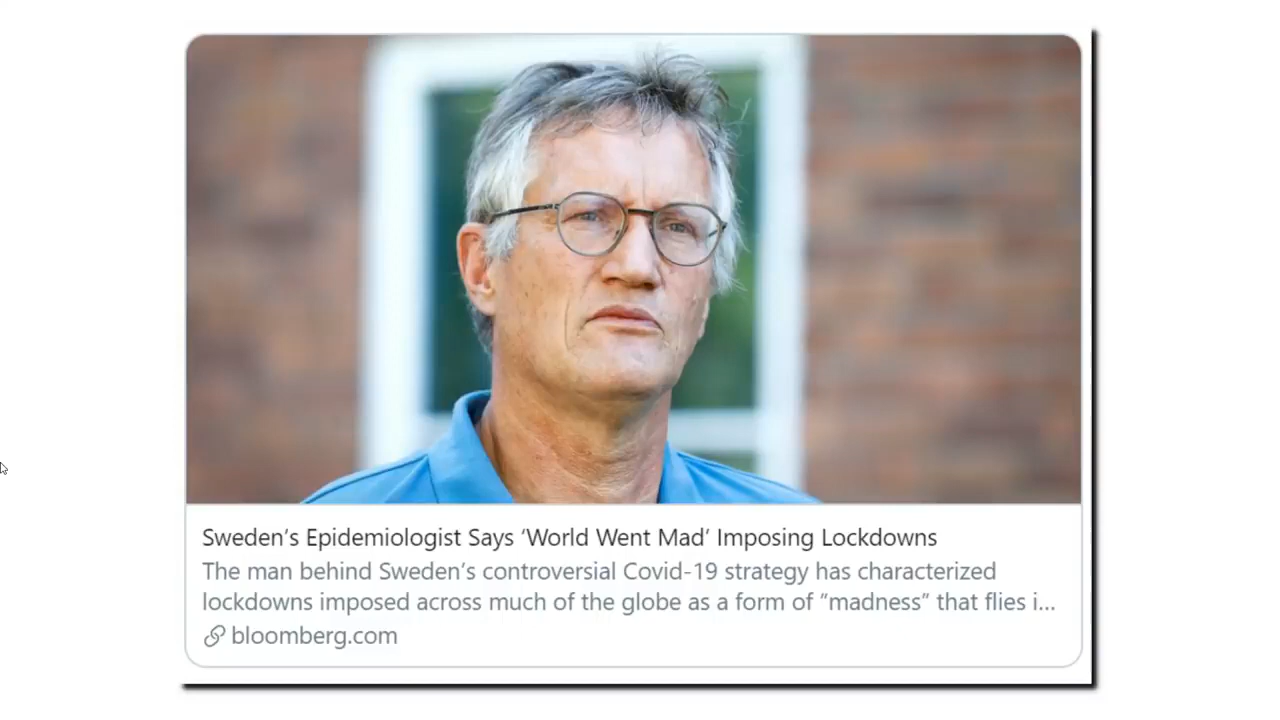 Sweden’s Epidemiologist Says ‘World Went Mad’ Imposing Lockdowns
The man behind Sweden’s controversial Covid-19 strategy has characterized
lockdowns imposed across much of the globe as a form of “madness” that flies i...
bloomberg.com